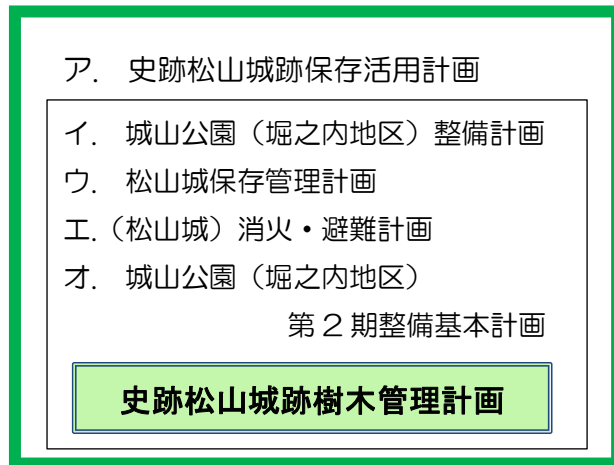 ア． 史跡松山城跡保存活用計画
イ． 城山公園（堀之内地区）整備計画
ウ． 松山城保存管理計画
エ．（松山城）消火・避難計画
オ． 城山公園（堀之内地区）
第２期整備基本計画
史跡松山城跡樹木管理計画